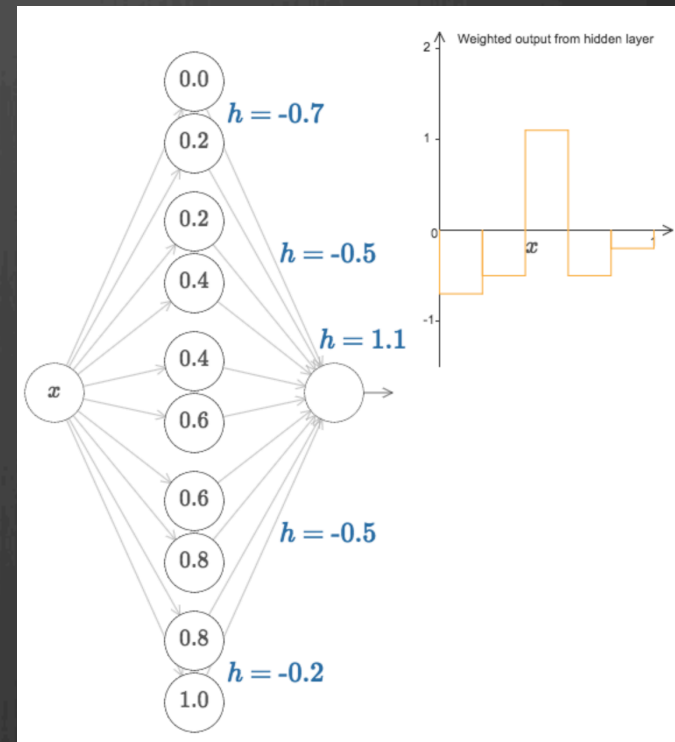 0.0
h = -0.7
0.2
0.2
h = -0.5
0.4
h = 1.1
0.4
x
0.6
0.6
h = -0.5
0.8
0.8
h = -0.2
1.0
Weighted output from hidden layer
2
1
0
x
1
-1